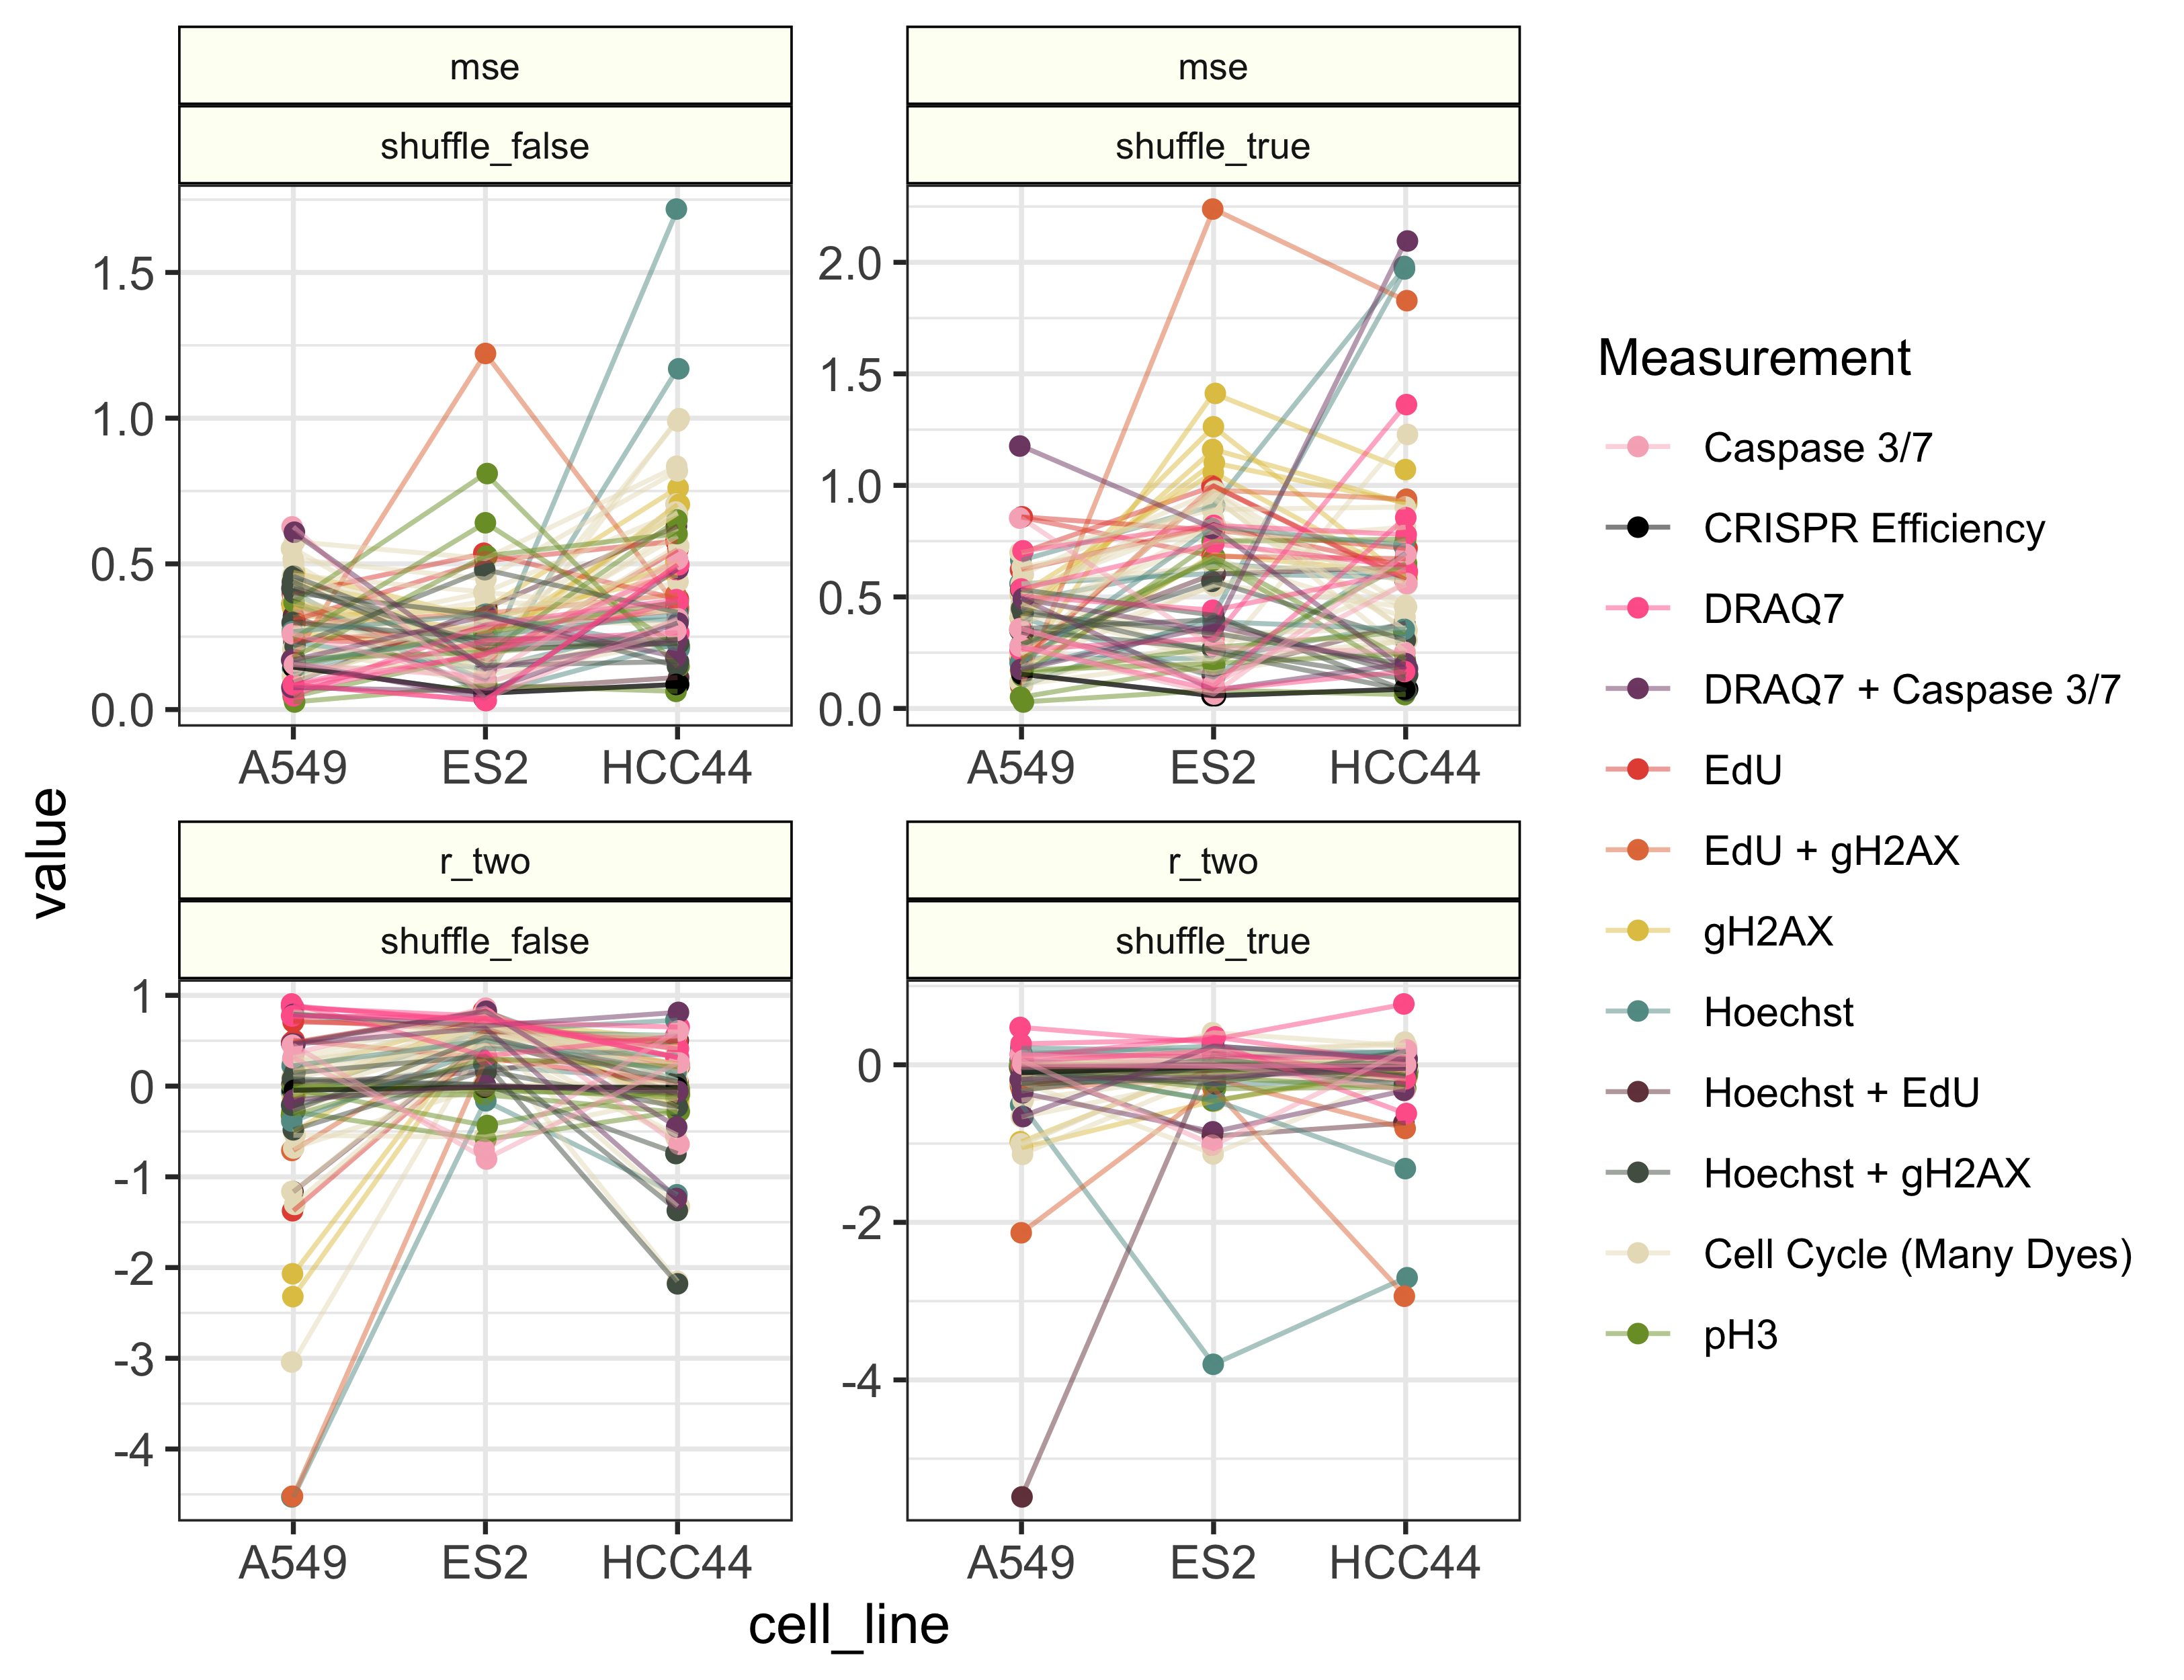 mse
shuffle_false
mse
shuffle_true
1.5
1.0
0.5
0.0
A549 ES2 HCC44
2.0
1.5
1.0
0.5
0.0
A549 ES2 HCC44
r_two
shuffle_false
r_two
shuffle_true
1
0
-1
-2
-3
-4
A549 ES2 HCC44
0
-2
-4
A549 ES2 HCC44
value
cell_line
Measurement
Caspase 3/7
CRISPR Efficiency
DRAQ7
DRAQ7 + Caspase 3/7
EdU
EdU + gH2AX
gH2AX
Hoechst
Hoechst + EdU
Hoechst + gH2AX
Cell Cycle (Many Dyes)
pH3